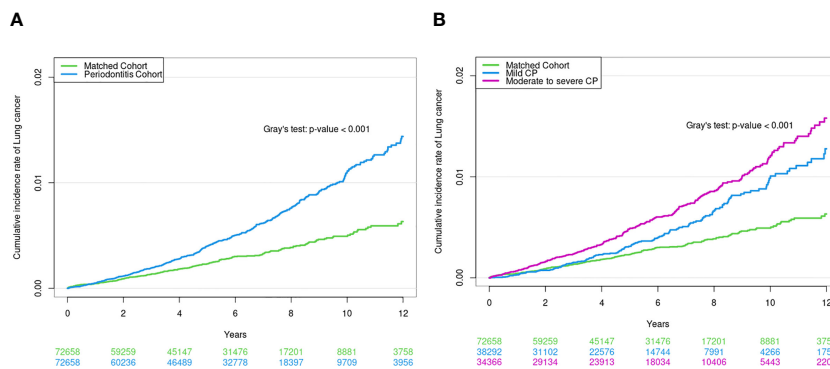 A
Matched Cohort
Periodontitis Cohort
Gray's test: p-value < 0.001
Cumulative incidence rate of Lung cancer
0.02
0.01
0.00
0 2 4 6 8 10 12
Years
72658 59259 45147 31476 17201 8881 3758
72658 60236 46489 32778 18397 9709 3956
B
Matched Cohort
Mild CP
Moderate to severe CP
Gray's test: p-value < 0.001
Cumulative incidence rate of Lung cancer
0.02
0.01
0.00
0 2 4 6 8 10 12
Years
72658 59259 45147 31476 17201 8881 375
38292 31102 22576 14744 7991 4266 175
34366 29134 23913 18034 10406 5443 220